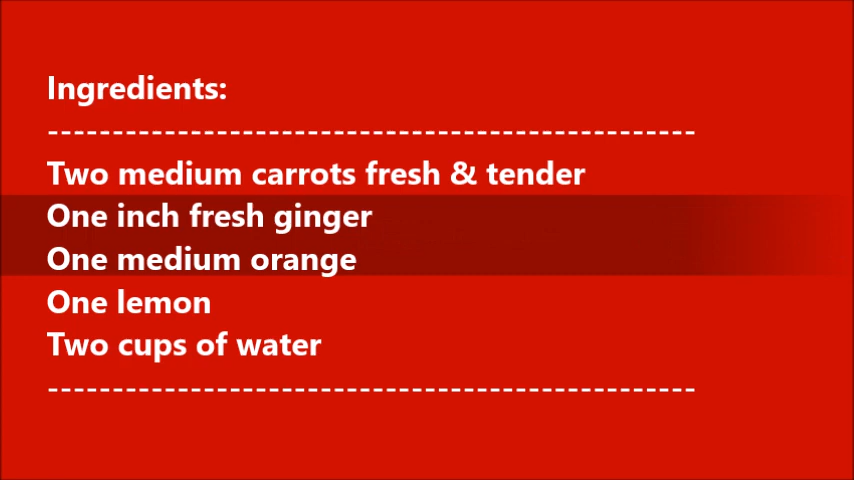 Ingredients:
--------------------------------------------------
Two medium carrots fresh & tender
One inch fresh ginger
One medium orange
One lemon
Two cups of water
--------------------------------------------------